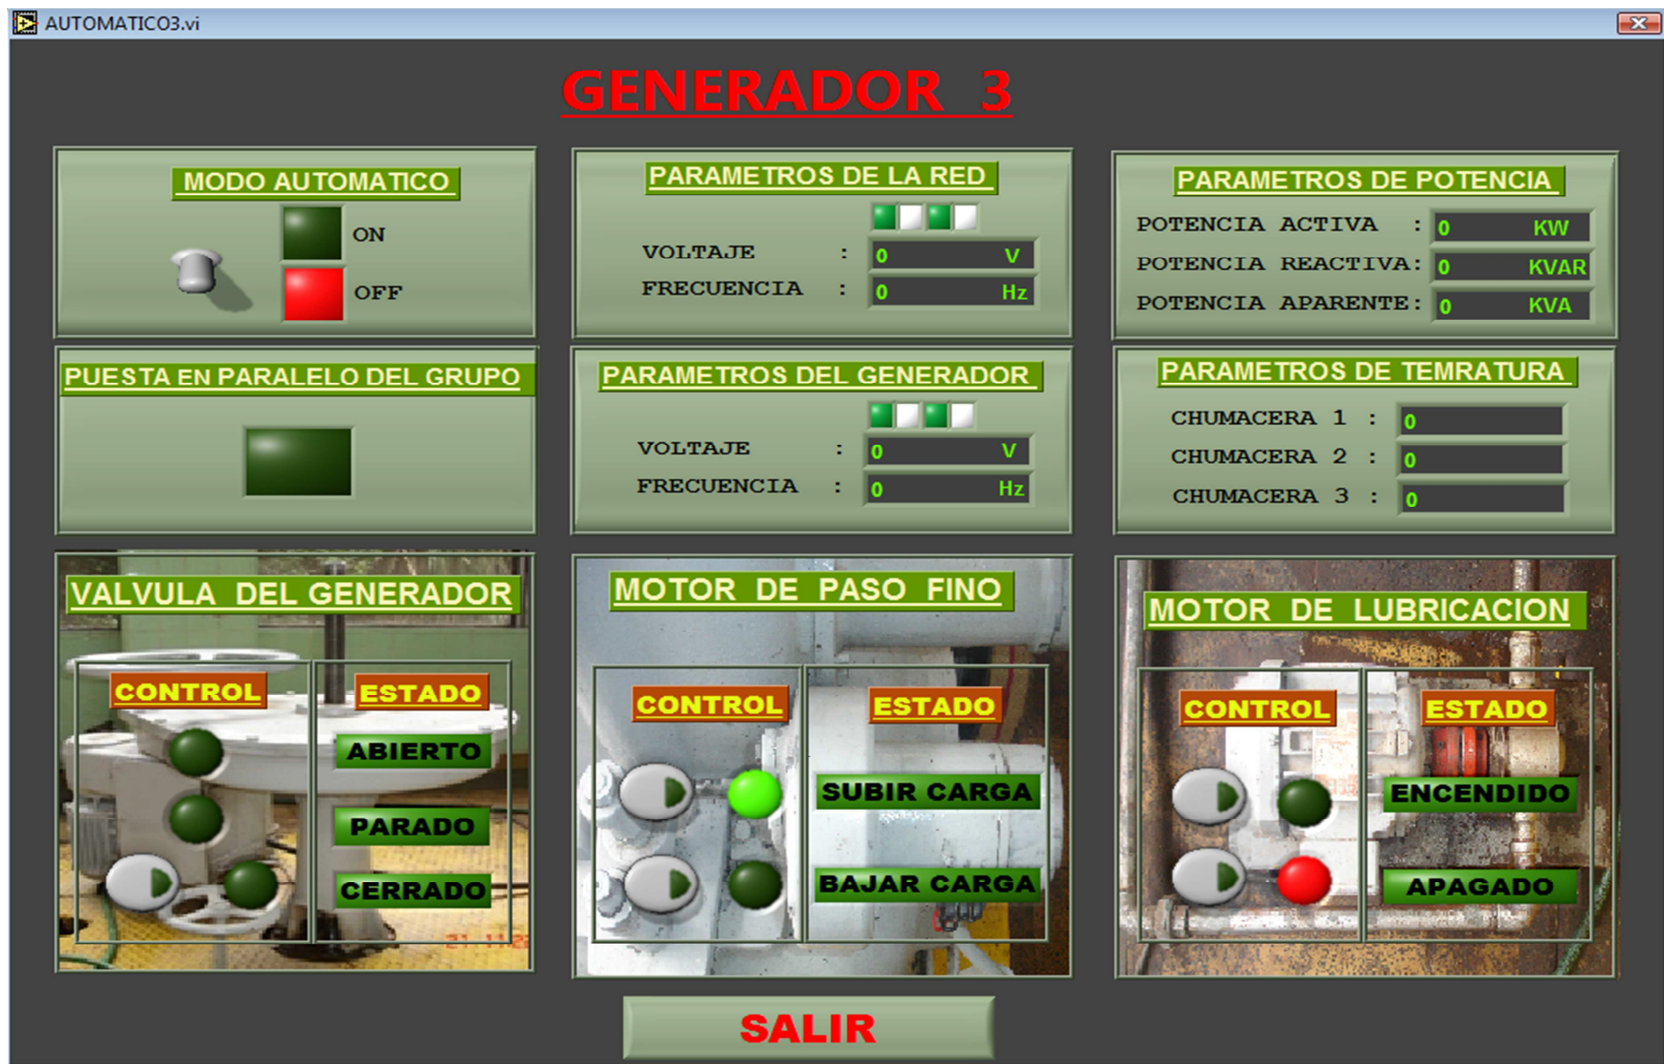 AUTOMATICO3.vi
GENERADOR 3
MODO AUTOMATICO
ON
OFF
PARAMETROS DE LA RED
VOLTAJE : 0 V
FRECUENCIA : 0 Hz
PARAMETROS DE POTENCIA
POTENCIA ACTIVA : 0 KW
POTENCIA REACTIVA: 0 KVAR
POTENCIA APARENTE: 0 KVA
PUESTA EN PARALELO DEL GRUPO
PARAMETROS DEL GENERADOR
VOLTAJE : 0 V
FRECUENCIA : 0 Hz
PARAMETROS DE TEMRATURA
CHUMACERA 1 : 0
CHUMACERA 2 : 0
CHUMACERA 3 : 0
VALVULA DEL GENERADOR
CONTROL
ESTADO
ABIERTO
PARADO
CERRADO
MOTOR DE PASO FINO
CONTROL
ESTADO
SUBIR CARGA
BAJAR CARGA
MOTOR DE LUBRICACION
CONTROL
ESTADO
ENCENDIDO
APAGADO
SALIR